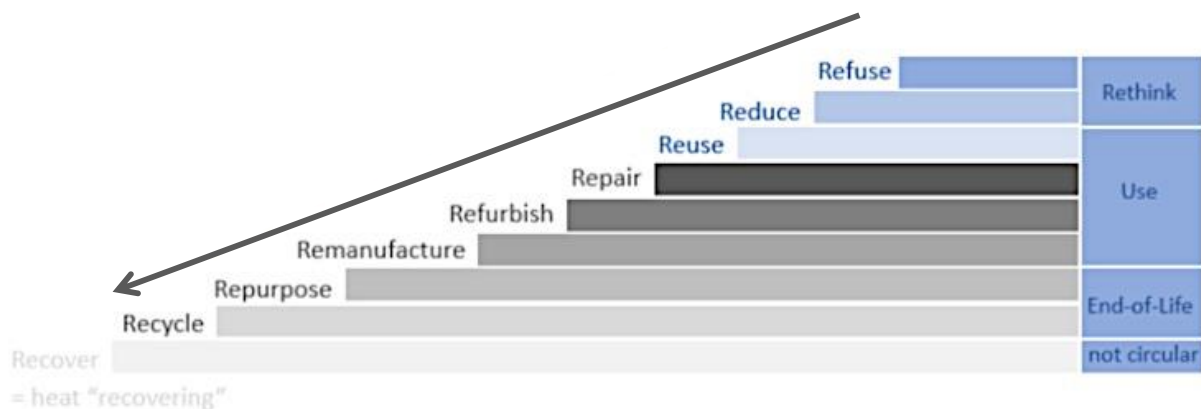 Refuse
Rethink
Reduce
Reuse
Repair
Use
Refurbish
Remanufacture
Repurpose
End-of-Life
Recycle
Recover
not circular
= heat "recovering"